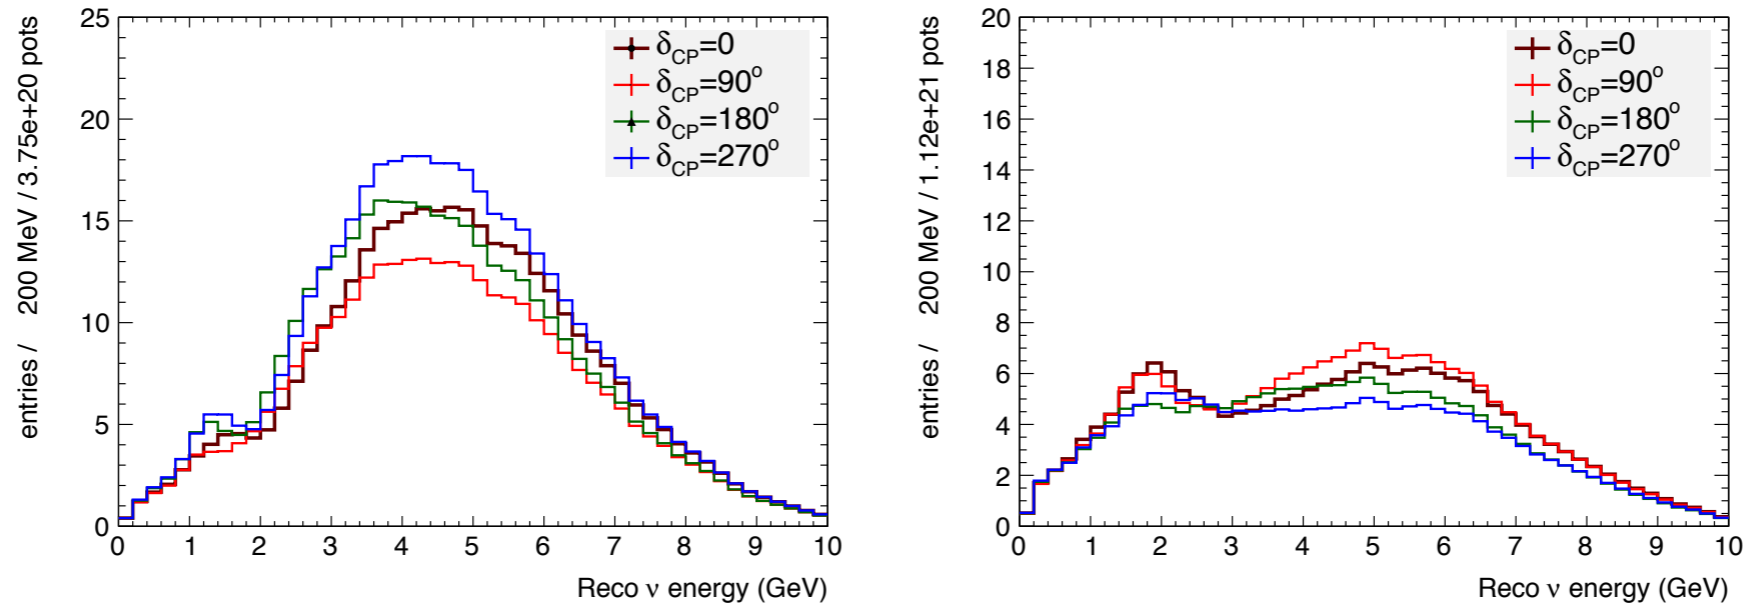 entries / 200 MeV / 3.75e+20 pots
25
20
15
10
5
0
δCP=0
δCP=90°
δCP=180°
δCP=270°
0 1 2 3 4 5 6 7 8 9 10
Reco ν energy (GeV)
entries / 200 MeV / 1.12e+21 pots
20
18
16
14
12
10
8
6
4
2
0
δCP=0
δCP=90°
δCP=180°
δCP=270°
0 1 2 3 4 5 6 7 8 9 10
Reco ν energy (GeV)